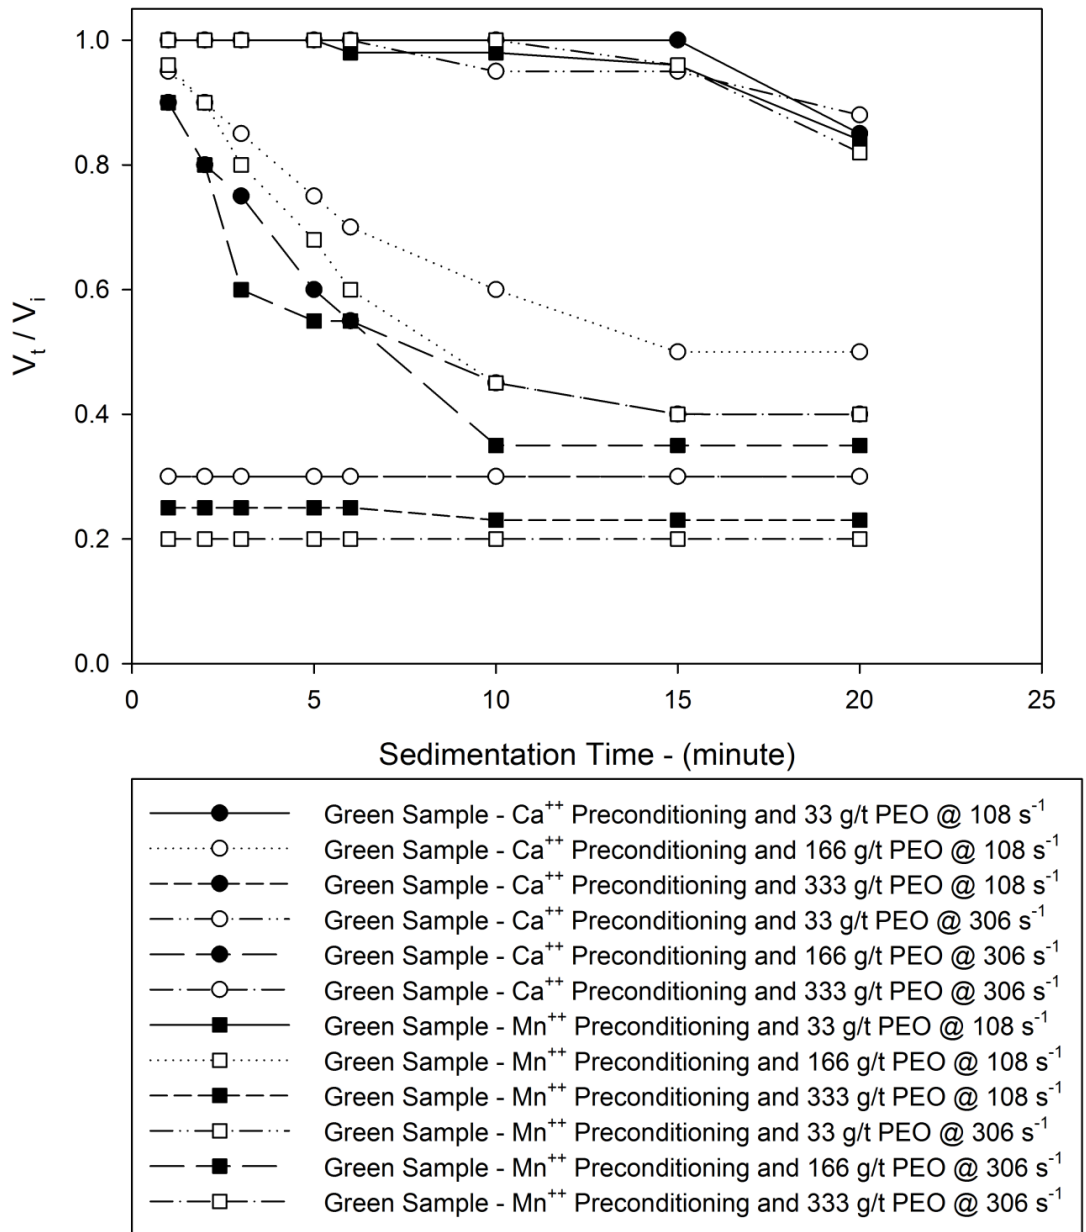 1.0
0.8
0.6
0.4
0.2
0.0
V_t / V_i
0 5 10 15 20 25
Sedimentation Time - (minute)
Green Sample - Ca⁺⁺ Preconditioning and 33 g/t PEO @ 108 s⁻¹
Green Sample - Ca⁺⁺ Preconditioning and 166 g/t PEO @ 108 s⁻¹
Green Sample - Ca⁺⁺ Preconditioning and 333 g/t PEO @ 108 s⁻¹
Green Sample - Ca⁺⁺ Preconditioning and 33 g/t PEO @ 306 s⁻¹
Green Sample - Ca⁺⁺ Preconditioning and 166 g/t PEO @ 306 s⁻¹
Green Sample - Ca⁺⁺ Preconditioning and 333 g/t PEO @ 306 s⁻¹
Green Sample - Mn⁺⁺ Preconditioning and 33 g/t PEO @ 108 s⁻¹
Green Sample - Mn⁺⁺ Preconditioning and 166 g/t PEO @ 108 s⁻¹
Green Sample - Mn⁺⁺ Preconditioning and 333 g/t PEO @ 108 s⁻¹
Green Sample - Mn⁺⁺ Preconditioning and 33 g/t PEO @ 306 s⁻¹
Green Sample - Mn⁺⁺ Preconditioning and 166 g/t PEO @ 306 s⁻¹
Green Sample - Mn⁺⁺ Preconditioning and 333 g/t PEO @ 306 s⁻¹